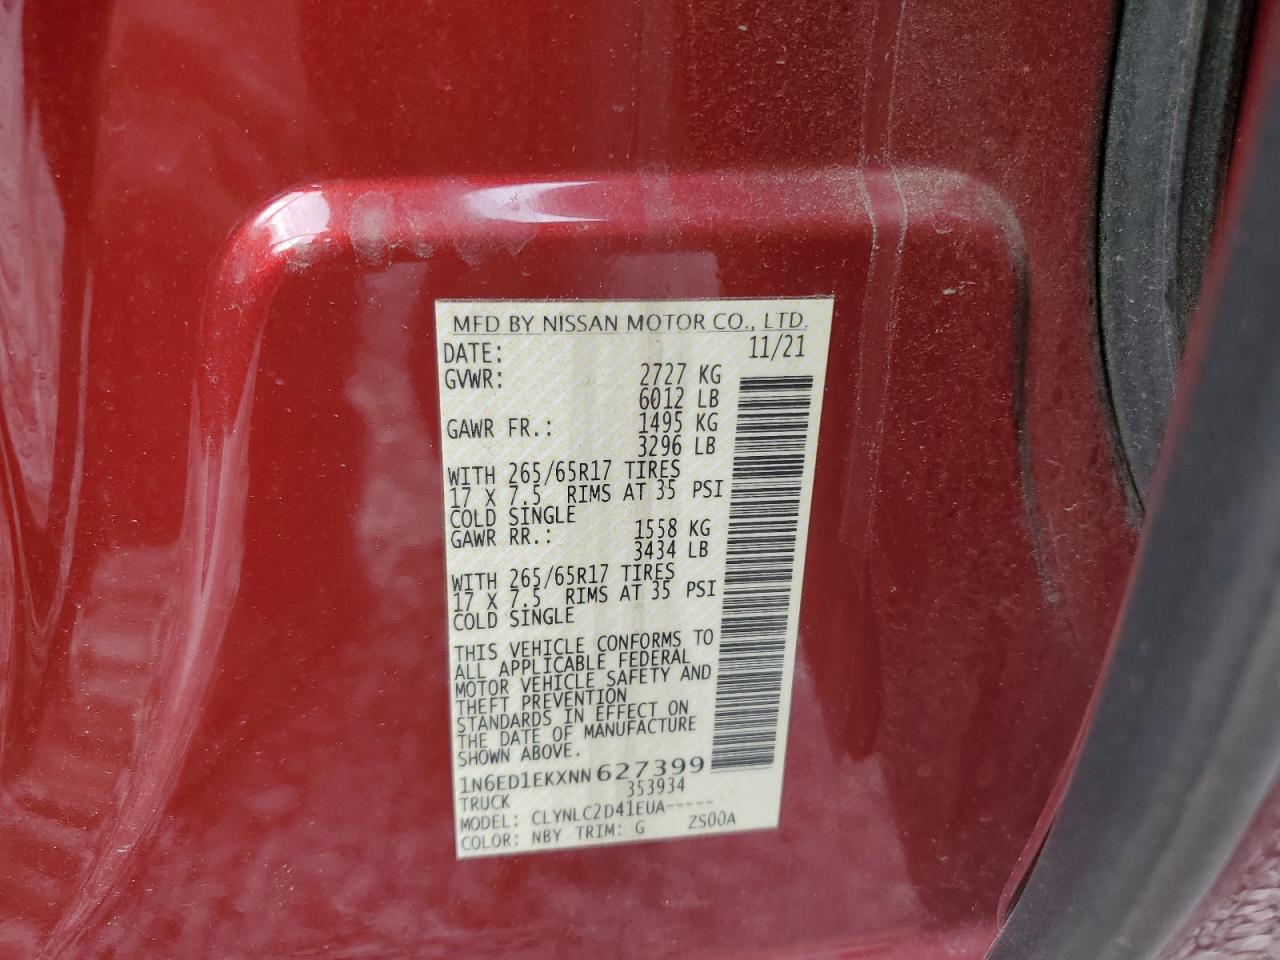 MFD BY NISSAN MOTOR CO., LTD.
DATE: 11/21
GVWR: 2727 KG
6012 LB
GAWR FR.: 1495 KG
3296 LB
WITH 265/65R17 TIRES
17 X 7.5 RIMS AT 35 PSI
COLD SINGLE
GAWR RR.: 1558 KG
3434 LB
WITH 265/65R17 TIRES
17 X 7.5 RIMS AT 35 PSI
COLD SINGLE
THIS VEHICLE CONFORMS TO
ALL APPLICABLE FEDERAL
MOTOR VEHICLE SAFETY AND
THEFT PREVENTION
STANDARDS IN EFFECT ON
THE DATE OF MANUFACTURE
SHOWN ABOVE.
1N6ED1EKXNN627399
TRUCK 353934
MODEL: CLYNLC2D41EUA-----
COLOR: NBY TRIM: G ZS00A